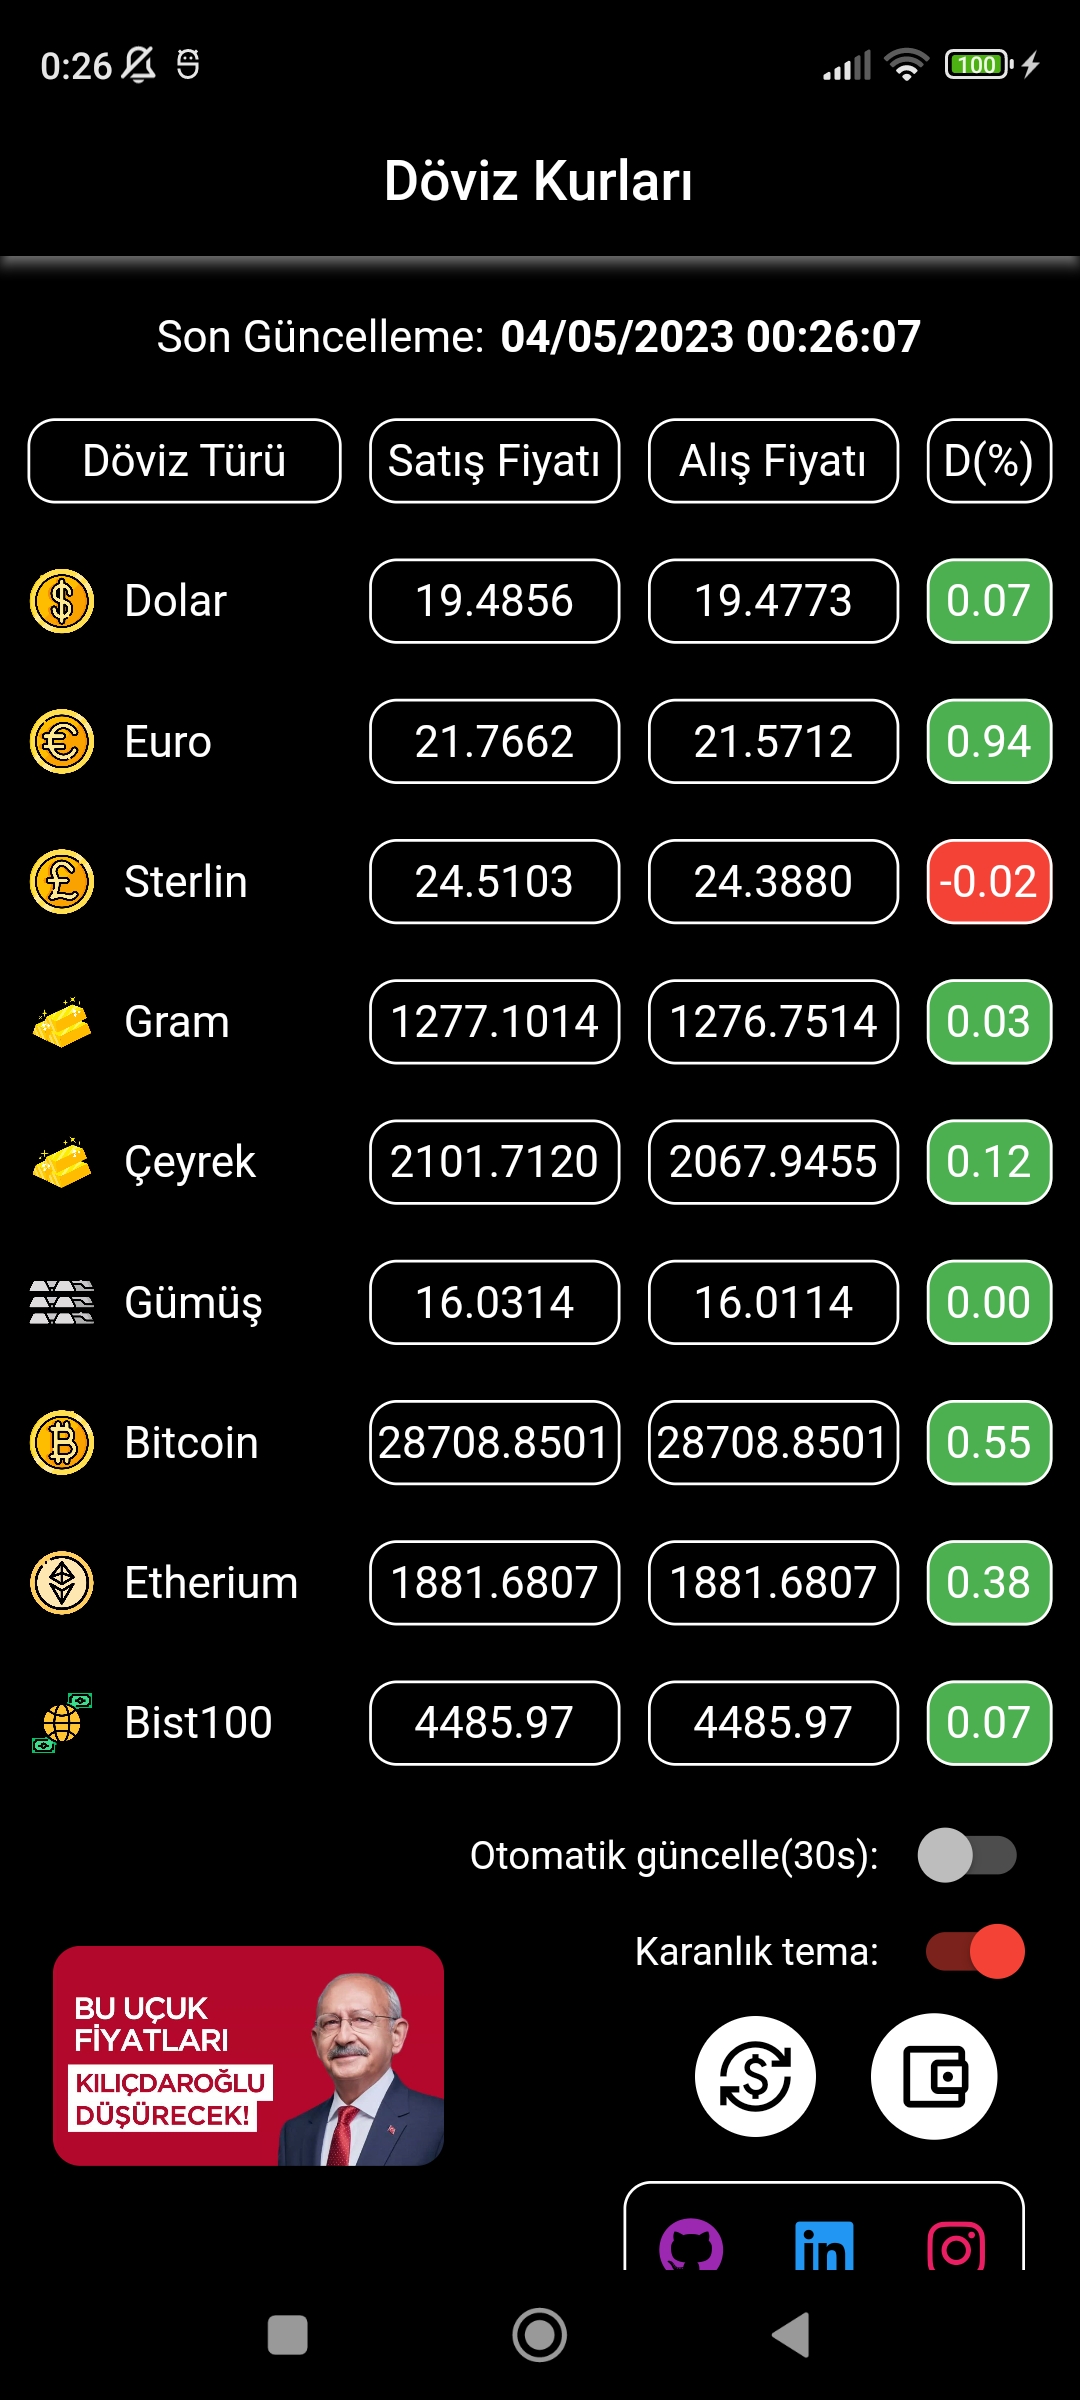 0:26
100
Döviz Kurları
Son Güncelleme: 04/05/2023 00:26:07
Döviz Türü Satış Fiyatı Alış Fiyatı D(%)
Dolar 19.4856 19.4773 0.07
Euro 21.7662 21.5712 0.94
Sterlin 24.5103 24.3880 -0.02
Gram 1277.1014 1276.7514 0.03
Çeyrek 2101.7120 2067.9455 0.12
Gümüş 16.0314 16.0114 0.00
Bitcoin 28708.8501 28708.8501 0.55
Etherium 1881.6807 1881.6807 0.38
Bist100 4485.97 4485.97 0.07
Otomatik güncelle(30s):
Karanlık tema:
BU UÇUK
FİYATLARI
KILIÇDAROĞLU
DÜŞÜRECEK!
in